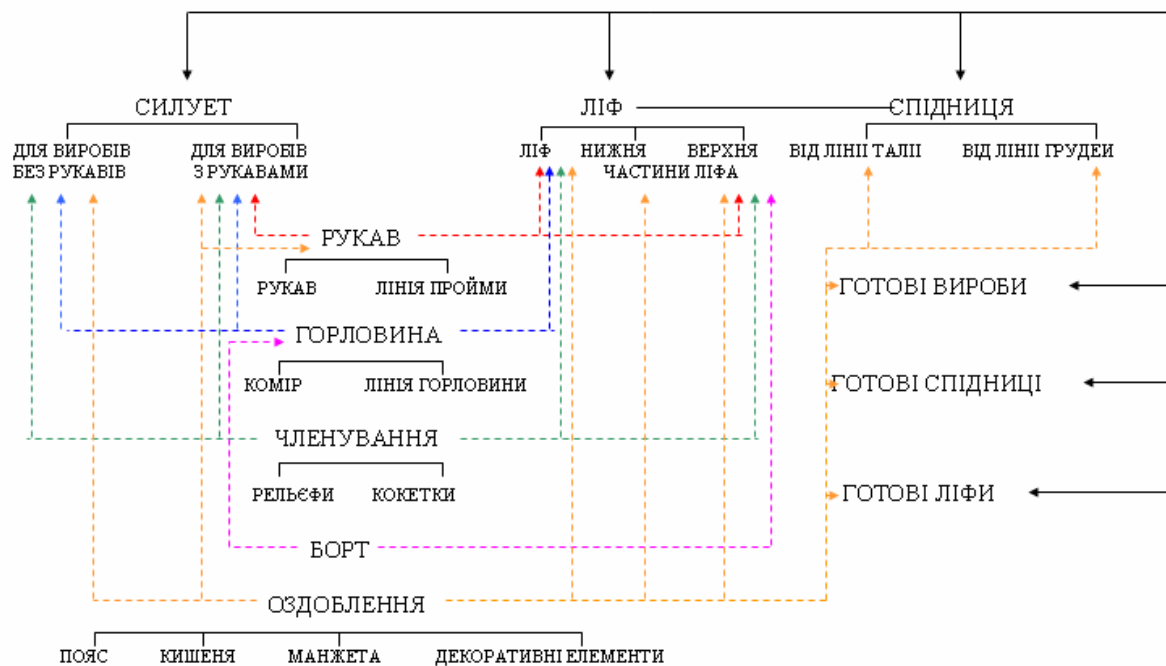 СИЛУЕТ ЛІФ СПІДНИЦЯ
ДЛЯ ВИРОБІВ ДЛЯ ВИРОБІВ ЛІФ НИЖНЯ ВЕРХНЯ ВІД ЛІНІЇ ТАЛІЇ ВІД ЛІНІЇ ГРУДЕЙ
БЕЗ РУКАВІВ З РУКАВАМИ ЧАСТИНИ ЛІФА
РУКАВ
РУКАВ ЛІНІЯ ПРОЙМИ
ГОТОВІ ВИРОБИ
ГОРЛОВИНА
КОМІР ЛІНІЯ ГОРЛОВИНИ
ГОТОВІ СПІДНИЦІ
ЧЛЕНУВАННЯ
РЕЛЬЄФИ КОКЕТКИ
ГОТОВІ ЛІФИ
БОРТ
ОЗДОБЛЕННЯ
ПОЯС КИШЕНЯ МАНЖЕТА ДЕКОРАТИВНІ ЕЛЕМЕНТИ